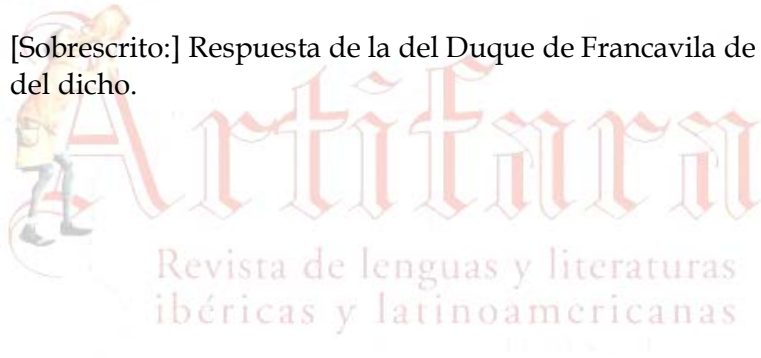 [Sobrescrito:] Respuesta de la del Duque de Francavila de
del dicho.
Artifara
Revista de lenguas y literaturas
ibéricas y latinoamericanas